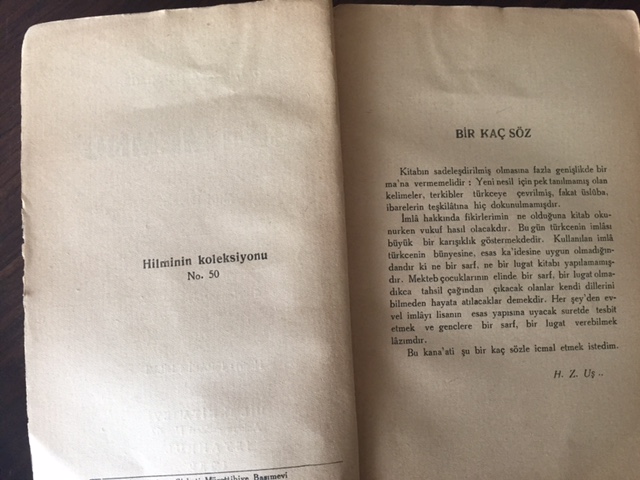 Hilminin koleksiyonu
No. 50
Mürettibiye Basımevi
BİR KAÇ SÖZ
Kitabın sadeleşdirilmiş olmasına fazla genişlikde bir
ma'na vermemelidir : Yeni nesil için pek tanılmamış olan
kelimeler, terkibler türkceye çevrilmiş, fakat üslûba,
ibarelerin teşkilâtına hiç dokunulmamışdır.
İmlâ hakkında fikirlerimin ne olduğuna kitab oku-
nurken vukuf hasıl olacakdır. Bu gün türkcenin imlâsı
büyük bir karışıklık göstermekdedir. Kullanılan imlâ
türkcenin bünyesine, esas ka'idesine uygun olmadığın-
dandır ki ne bir sarf, ne bir lugat kitabı yapılamamış-
dır. Mekteb çocuklarının elinde bir sarf, bir lugat olma-
dıkca tahsil çağından çıkacak olanlar kendi dillerini
bilmeden hayata atılacaklar demekdir. Her şey'den ev-
vel imlâyı lisanın esas yapısına uyacak suretde tesbit
etmek ve genclere bir sarf, bir lugat verebilmek
lâzımdır.
Bu kana'ati şu bir kaç sözle icmal etmek istedim.
H. Z. Uş..